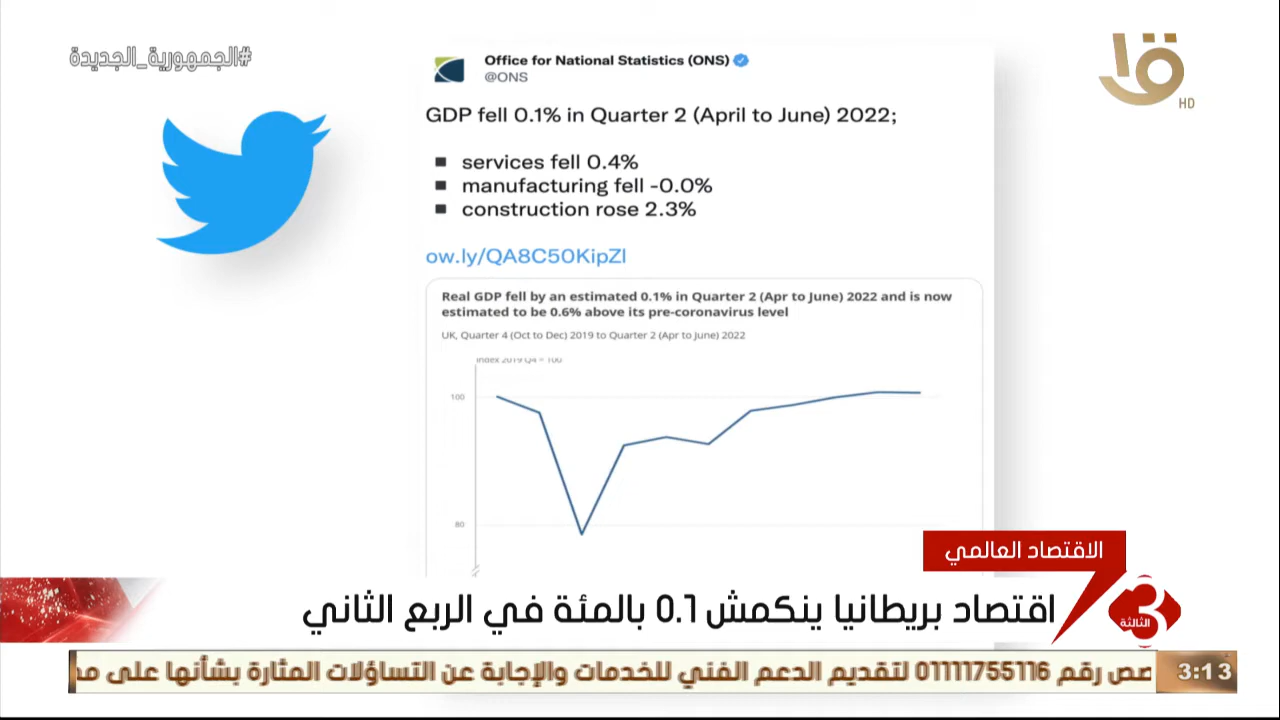 #الجمهورية_الجديدة
Office for National Statistics (ONS)
@ONS
HD
GDP fell 0.1% in Quarter 2 (April to June) 2022;
■ services fell 0.4%
■ manufacturing fell -0.0%
■ construction rose 2.3%
ow.ly/QA8C50KipZl
Real GDP fell by an estimated 0.1% in Quarter 2 (Apr to June) 2022 and is now
estimated to be 0.6% above its pre-coronavirus level
UK, Quarter 4 (Oct to Dec) 2019 to Quarter 2 (Apr to June) 2022
Index 2019 Q4 = 100
100
80
الاقتصاد العالمي
اقتصاد بريطانيا ينكمش 0.1 بالمئة في الربع الثاني
3 الثالثة
رقم 01111755116 لتقديم الدعم الفني للخدمات والإجابة عن التساؤلات المثارة بشأنها على
3:13